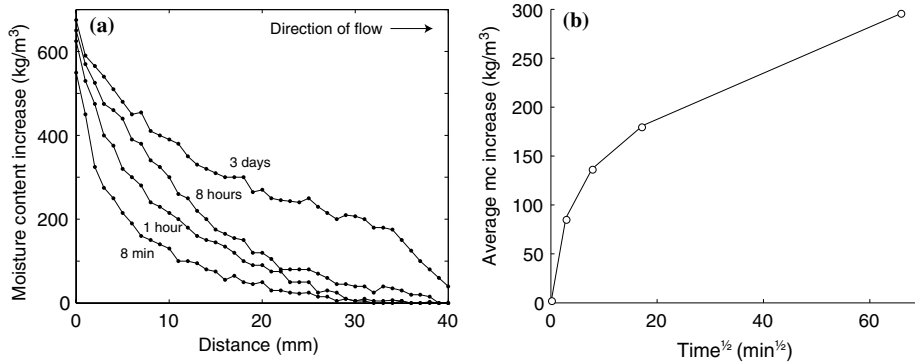 (a)
Direction of flow
Moisture content increase (kg/m³)
600
400
200
0
3 days
8 hours
1 hour
8 min
0
10
20
30
40
Distance (mm)
(b)
Average mc increase (kg/m³)
300
250
200
150
100
50
0
0
20
40
60
Time½ (min½)